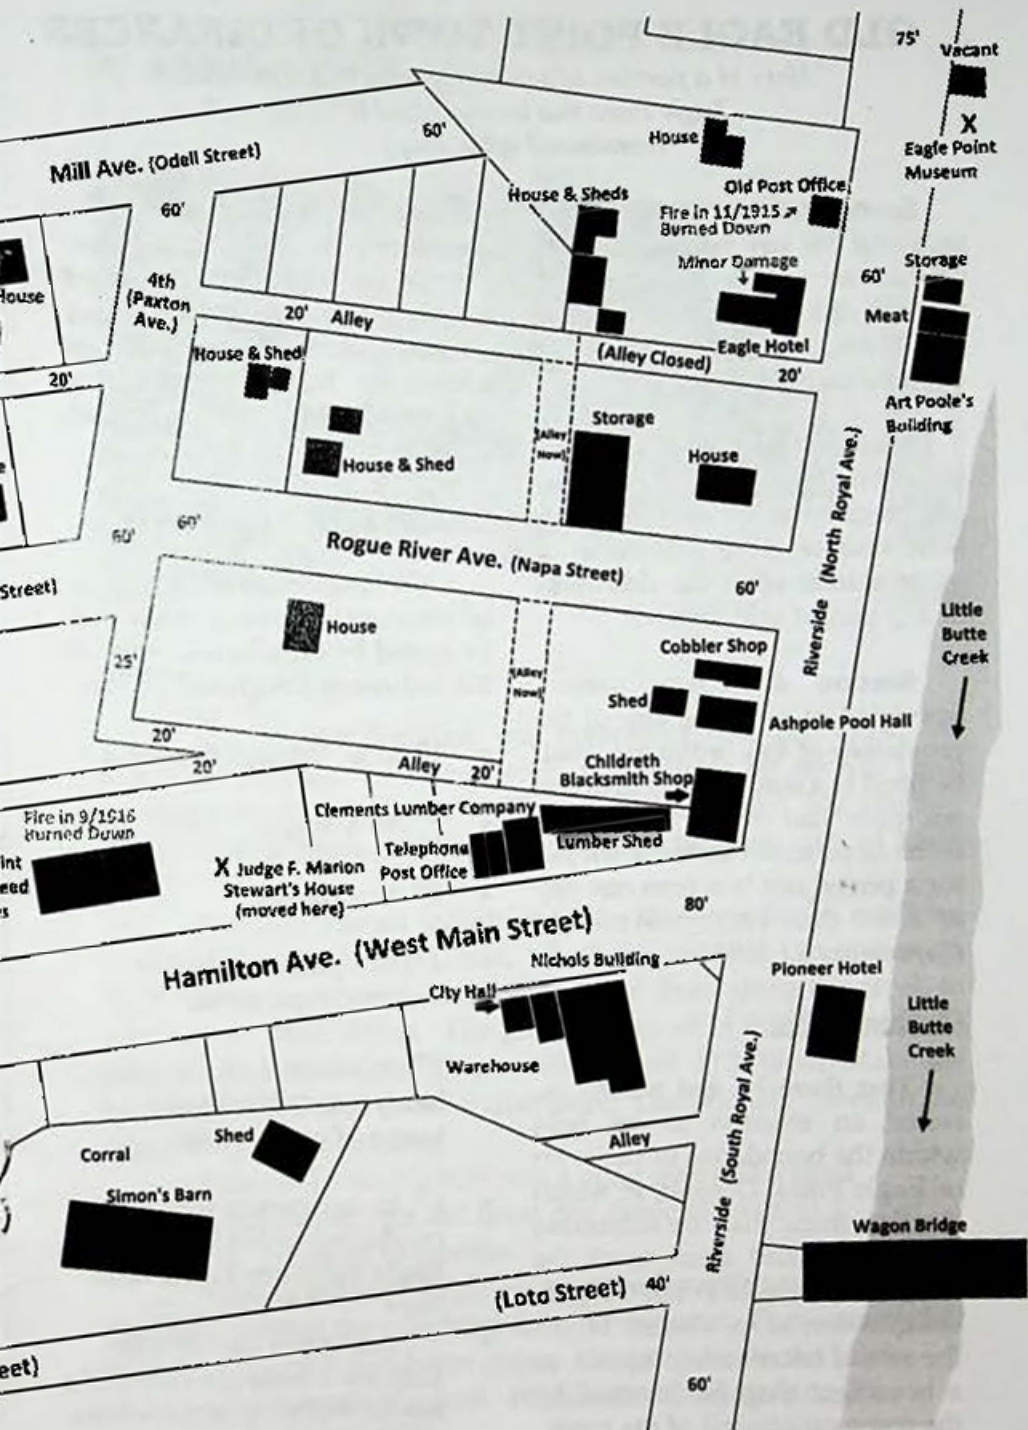 75'
Vacant
X
Eagle Point
Museum
House
60'
Mill Ave. (Odell Street)
Old Post Office
House & Sheds
Fire in 11/1915
Burned Down
60'
Minor Damage
Storage
60'
4th
(Paxton
Ave.)
House
Meat
20' Alley
Eagle Hotel
(Alley Closed)
House & Shed
20'
20'
Art Poole's
Building
Storage
(Alley
Now)
House
House & Shed
60'
60'
Rogue River Ave. (Napa Street)
60'
Riverside (North Royal Ave.)
Street)
Little
Butte
Creek
House
Cobbler Shop
25'
(Alley
Now)
Shed
Ashpole Pool Hall
20'
20'
Alley 20'
Childreth
Blacksmith Shop
Fire in 9/1916
Burned Down
Clements Lumber Company
Lumber Shed
Telephone
Post Office
X Judge F. Marion
Stewart's House
(moved here)
80'
Hamilton Ave. (West Main Street)
Nichols Building
Pioneer Hotel
City Hall
Little
Butte
Creek
Warehouse
Riverside (South Royal Ave.)
Shed
Alley
Corral
Simon's Barn
Wagon Bridge
(Loto Street) 40'
60'